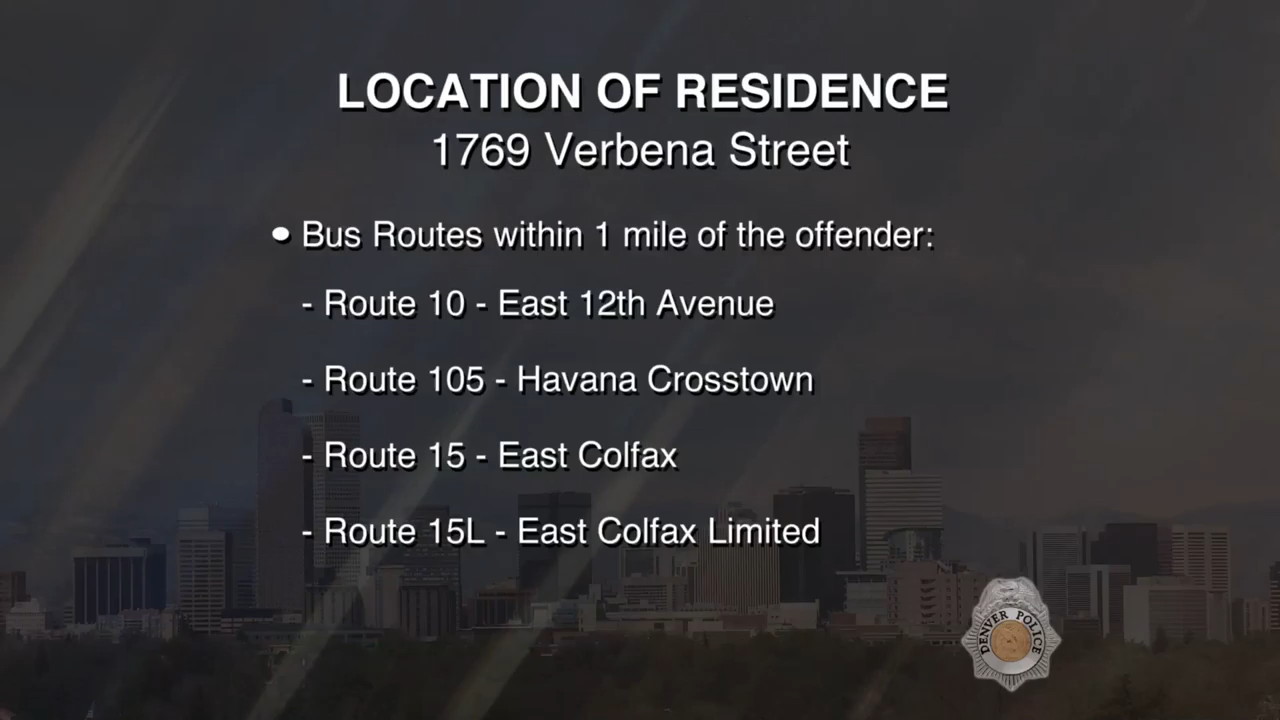 LOCATION OF RESIDENCE
1769 Verbena Street
• Bus Routes within 1 mile of the offender:
- Route 10 - East 12th Avenue
- Route 105 - Havana Crosstown
- Route 15 - East Colfax
- Route 15L - East Colfax Limited
DENVER POLICE